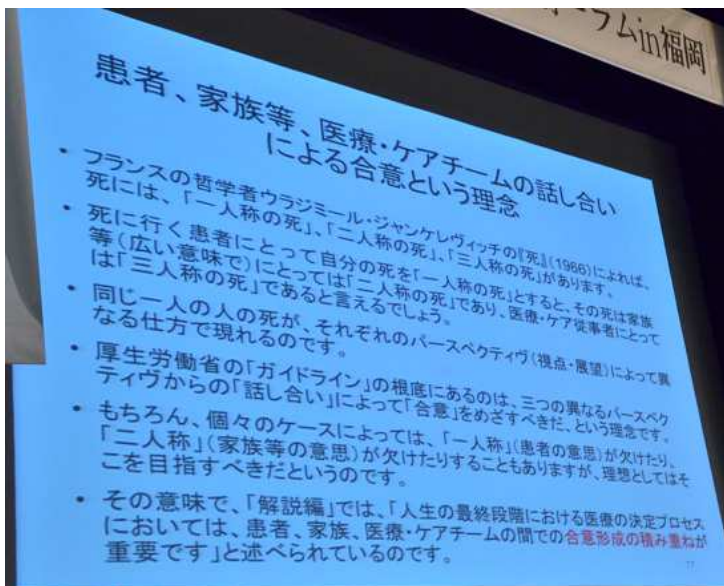 ーラムin福岡
患者、家族等、医療・ケアチームの話し合い
による合意という理念
• フランスの哲学者ウラジミール・ジャンケレヴィッチの『死』(1966)によれば、
死には、「一人称の死」、「二人称の死」、「三人称の死」があります。
• 死に行く患者にとって自分の死を「一人称の死」とすると、その死は家族
等(広い意味で)にとっては「二人称の死」であり、医療・ケア従事者にとって
は「三人称の死」であると言えるでしょう。
• 同じ一人の人の死が、それぞれのパースペクティヴ(視点・展望)によって異
なる仕方で現れるのです。
• 厚生労働省の「ガイドライン」の根底にあるのは、三つの異なるパースペク
ティヴからの「話し合い」によって「合意」をめざすべきだ、という理念です。
• もちろん、個々のケースによっては、「一人称」(患者の意思)が欠けたり、
「二人称」(家族等の意思)が欠けたりすることもありますが、理想としてはそ
こを目指すべきだというのです。
• その意味で、「解説編」では、「人生の最終段階における医療の決定プロセス
においては、患者、家族、医療・ケアチームの間での合意形成の積み重ねが
重要です」と述べられているのです。